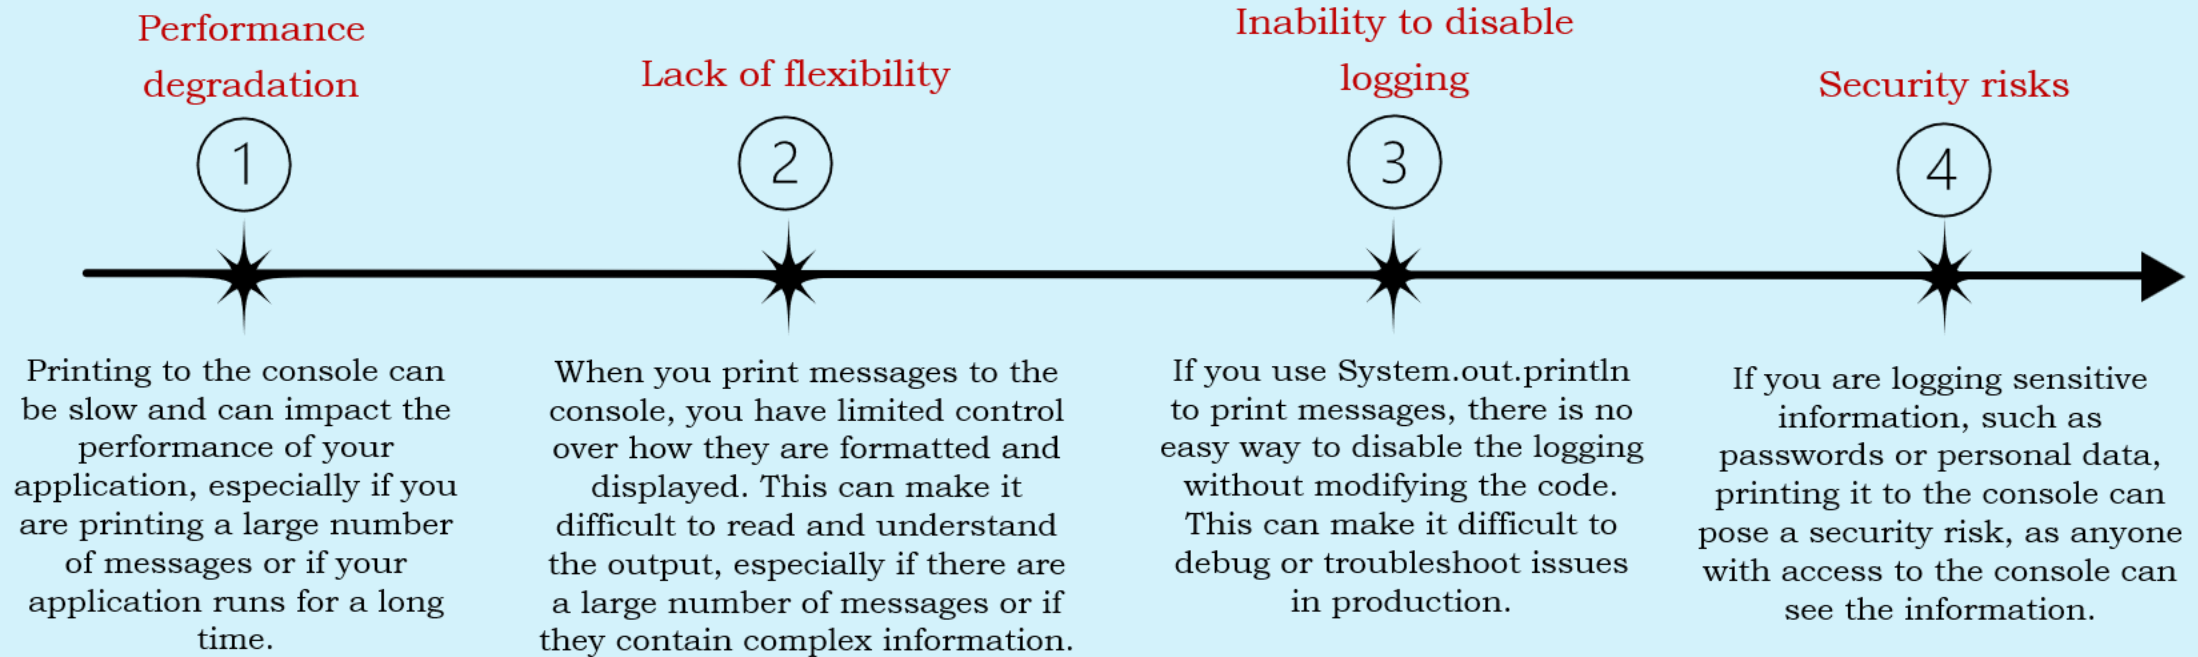 Performance
degradation
1
Printing to the console can
be slow and can impact the
performance of your
application, especially if you
are printing a large number
of messages or if your
application runs for a long
time.
Lack of flexibility
2
When you print messages to the
console, you have limited control
over how they are formatted and
displayed. This can make it
difficult to read and understand
the output, especially if there are
a large number of messages or if
they contain complex information.
Inability to disable
logging
3
If you use System.out.println
to print messages, there is no
easy way to disable the logging
without modifying the code.
This can make it difficult to
debug or troubleshoot issues
in production.
Security risks
4
If you are logging sensitive
information, such as
passwords or personal data,
printing it to the console can
pose a security risk, as anyone
with access to the console can
see the information.